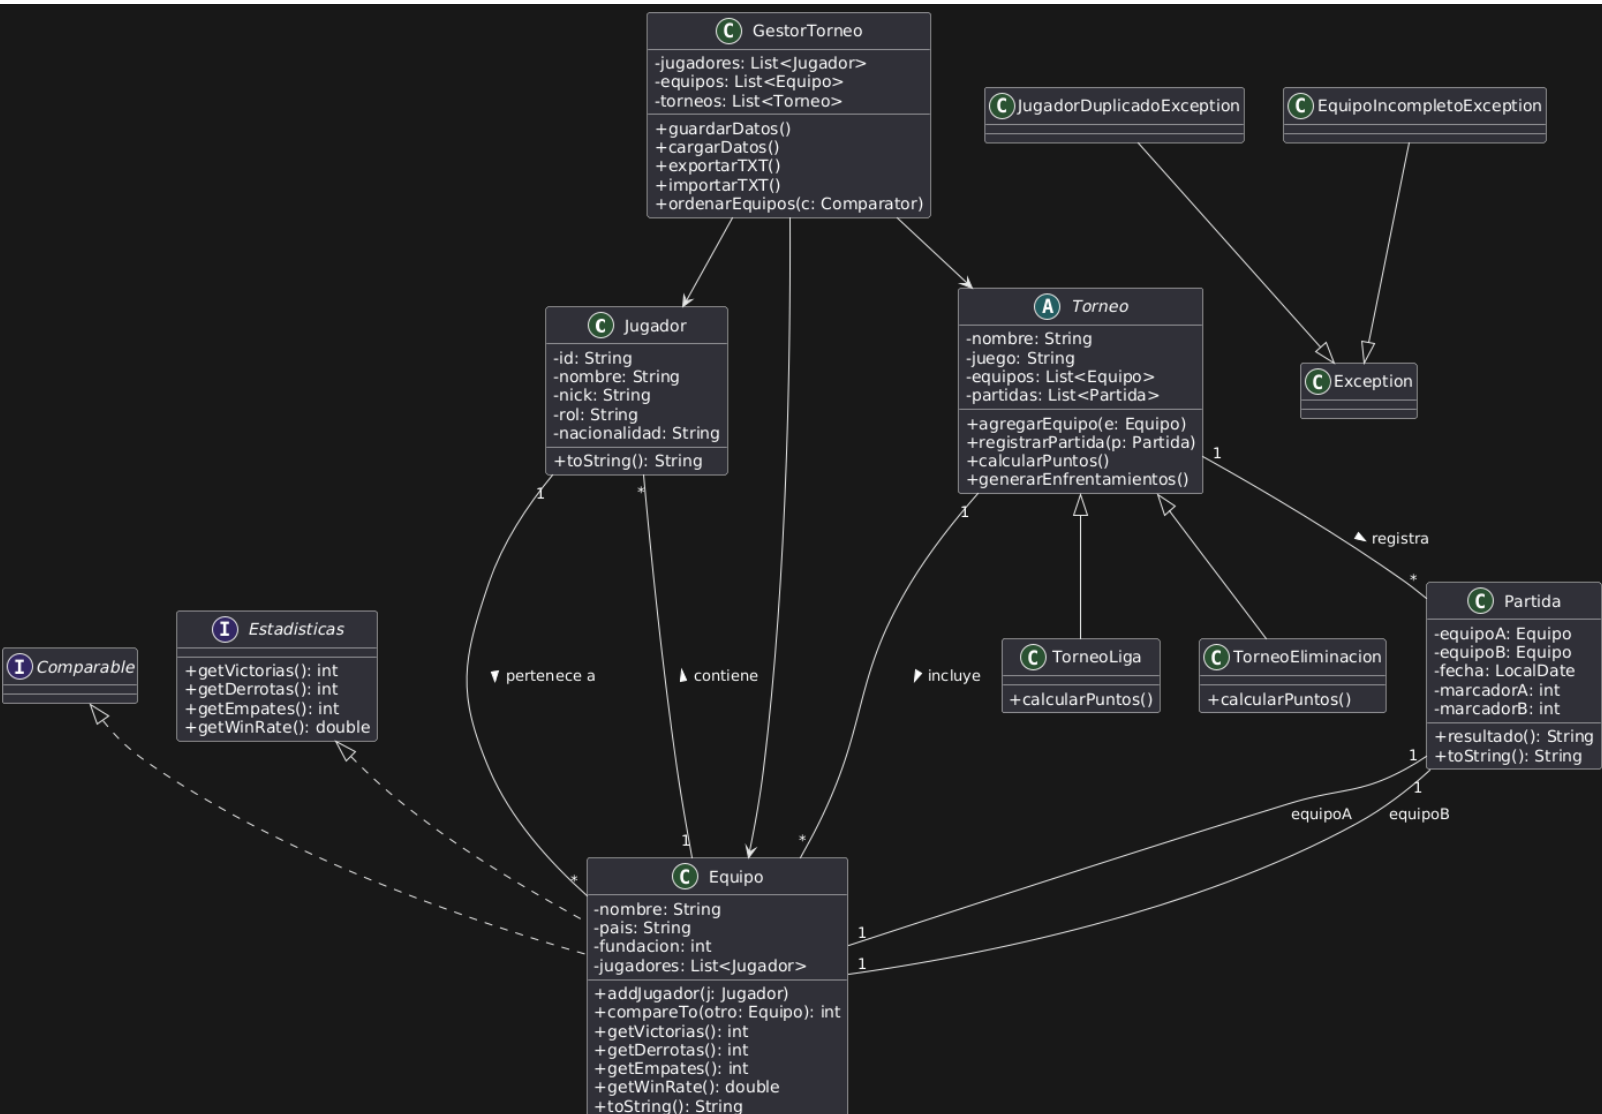 C GestorTorneo
-jugadores: List<Jugador>
-equipos: List<Equipo>
-torneos: List<Torneo>
+guardarDatos()
+cargarDatos()
+exportarTXT()
+importarTXT()
+ordenarEquipos(c: Comparator)
C JugadorDuplicadoException
C EquipoIncompletoException
C Jugador
-id: String
-nombre: String
-nick: String
-rol: String
-nacionalidad: String
+toString(): String
A Torneo
-nombre: String
-juego: String
-equipos: List<Equipo>
-partidas: List<Partida>
+agregarEquipo(e: Equipo)
+registrarPartida(p: Partida)
+calcularPuntos()
+generarEnfrentamientos()
C Exception
1
*
1
1
registra
*
I Comparable
I Estadisticas
+getVictorias(): int
+getDerrotas(): int
+getEmpates(): int
+getWinRate(): double
pertenece a
contiene
incluye
C TorneoLiga
+calcularPuntos()
C TorneoEliminacion
+calcularPuntos()
C Partida
-equipoA: Equipo
-equipoB: Equipo
-fecha: LocalDate
-marcadorA: int
-marcadorB: int
+resultado(): String
+toString(): String
1
1
equipoA
equipoB
*
1
*
1
1
C Equipo
-nombre: String
-pais: String
-fundacion: int
-jugadores: List<Jugador>
+addJugador(j: Jugador)
+compareTo(otro: Equipo): int
+getVictorias(): int
+getDerrotas(): int
+getEmpates(): int
+getWinRate(): double
+toString(): String